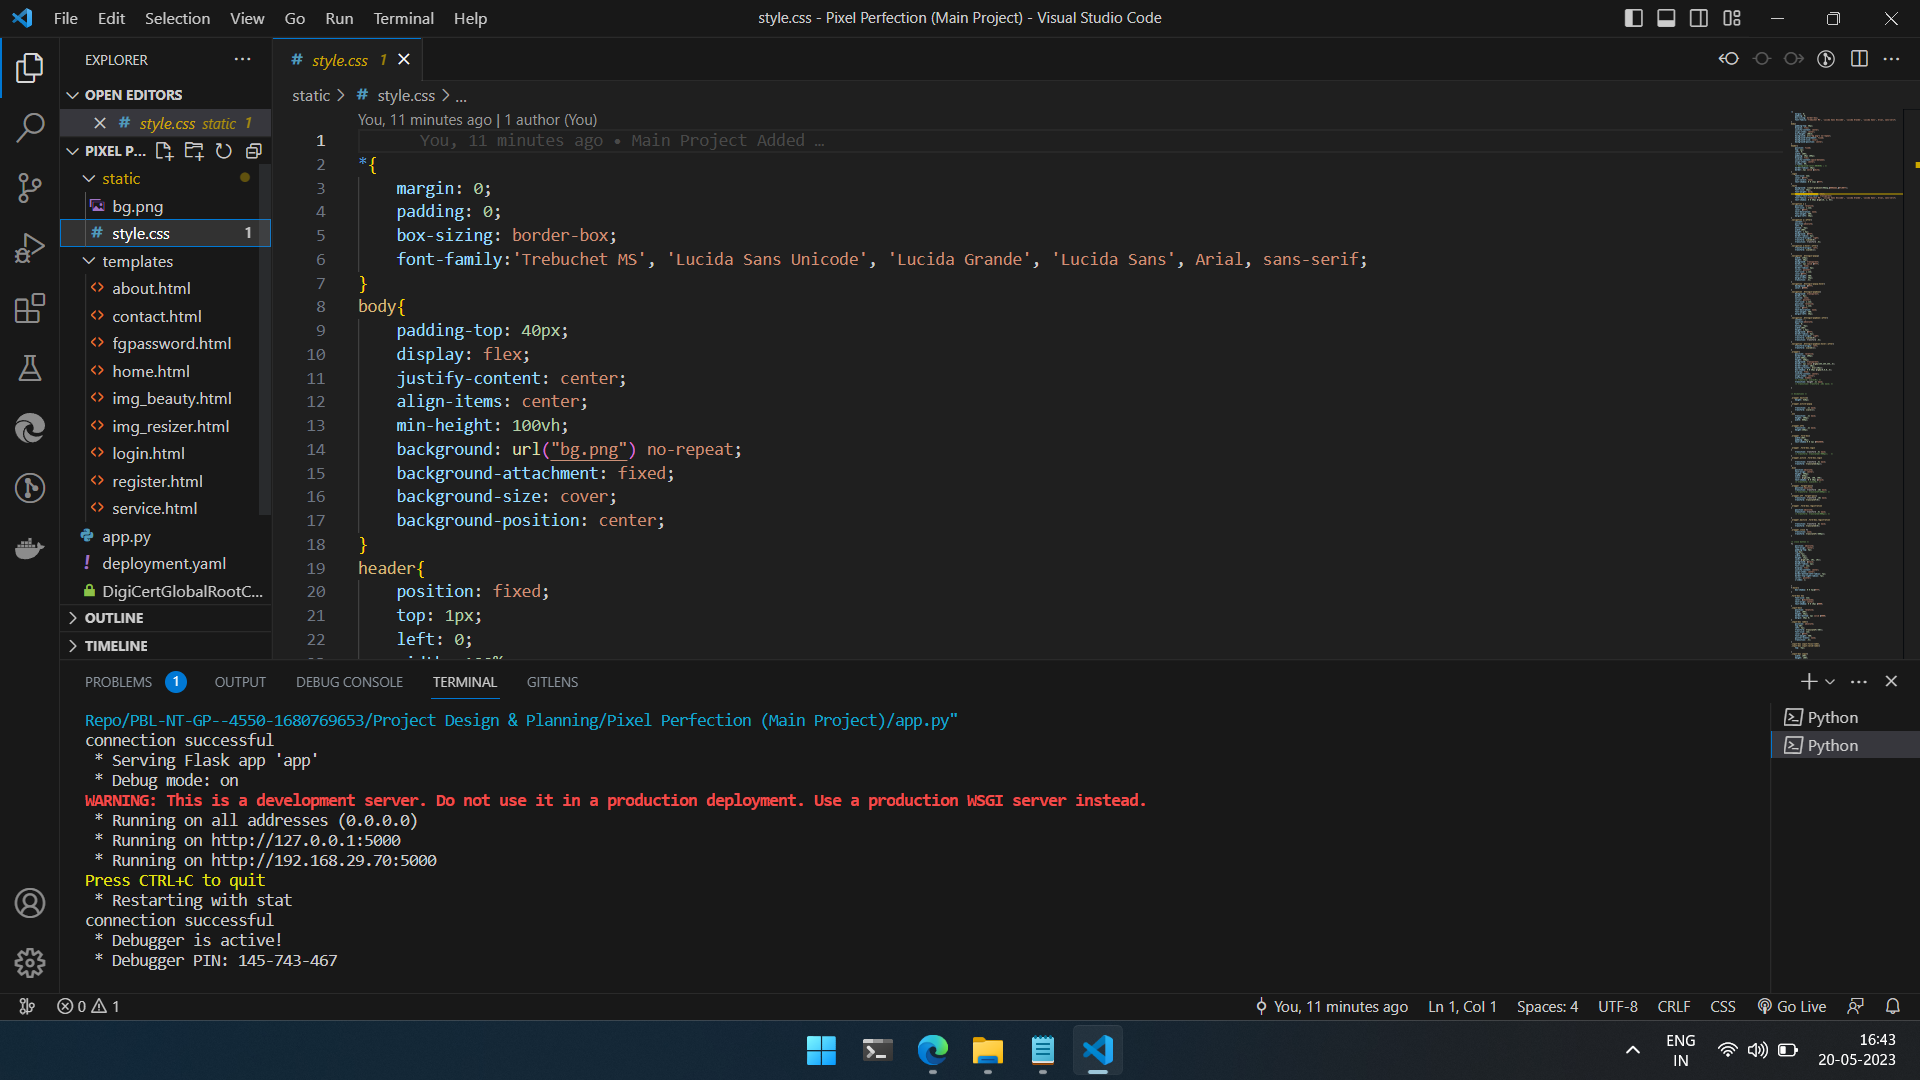 File Edit Selection View Go Run Terminal Help
style.css - Pixel Perfection (Main Project) - Visual Studio Code
EXPLORER
OPEN EDITORS
style.css static 1
PIXEL P...
static
bg.png
style.css 1
templates
about.html
contact.html
fgpassword.html
home.html
img_beauty.html
img_resizer.html
login.html
register.html
service.html
app.py
deployment.yaml
DigiCertGlobalRootC...
OUTLINE
TIMELINE
# style.css 1
static > # style.css > ...
You, 11 minutes ago | 1 author (You)
1 You, 11 minutes ago • Main Project Added …
2 *{
3 margin: 0;
4 padding: 0;
5 box-sizing: border-box;
6 font-family:'Trebuchet MS', 'Lucida Sans Unicode', 'Lucida Grande', 'Lucida Sans', Arial, sans-serif;
7 }
8 body{
9 padding-top: 40px;
10 display: flex;
11 justify-content: center;
12 align-items: center;
13 min-height: 100vh;
14 background: url("bg.png") no-repeat;
15 background-attachment: fixed;
16 background-size: cover;
17 background-position: center;
18 }
19 header{
20 position: fixed;
21 top: 1px;
22 left: 0;
PROBLEMS 1 OUTPUT DEBUG CONSOLE TERMINAL GITLENS
Repo/PBL-NT-GP--4550-1680769653/Project Design & Planning/Pixel Perfection (Main Project)/app.py"
connection successful
* Serving Flask app 'app'
* Debug mode: on
WARNING: This is a development server. Do not use it in a production deployment. Use a production WSGI server instead.
* Running on all addresses (0.0.0.0)
* Running on http://127.0.0.1:5000
* Running on http://192.168.29.70:5000
Press CTRL+C to quit
* Restarting with stat
connection successful
* Debugger is active!
* Debugger PIN: 145-743-467
Python
Python
0 1
You, 11 minutes ago Ln 1, Col 1 Spaces: 4 UTF-8 CRLF CSS Go Live
ENG
IN
16:43
20-05-2023